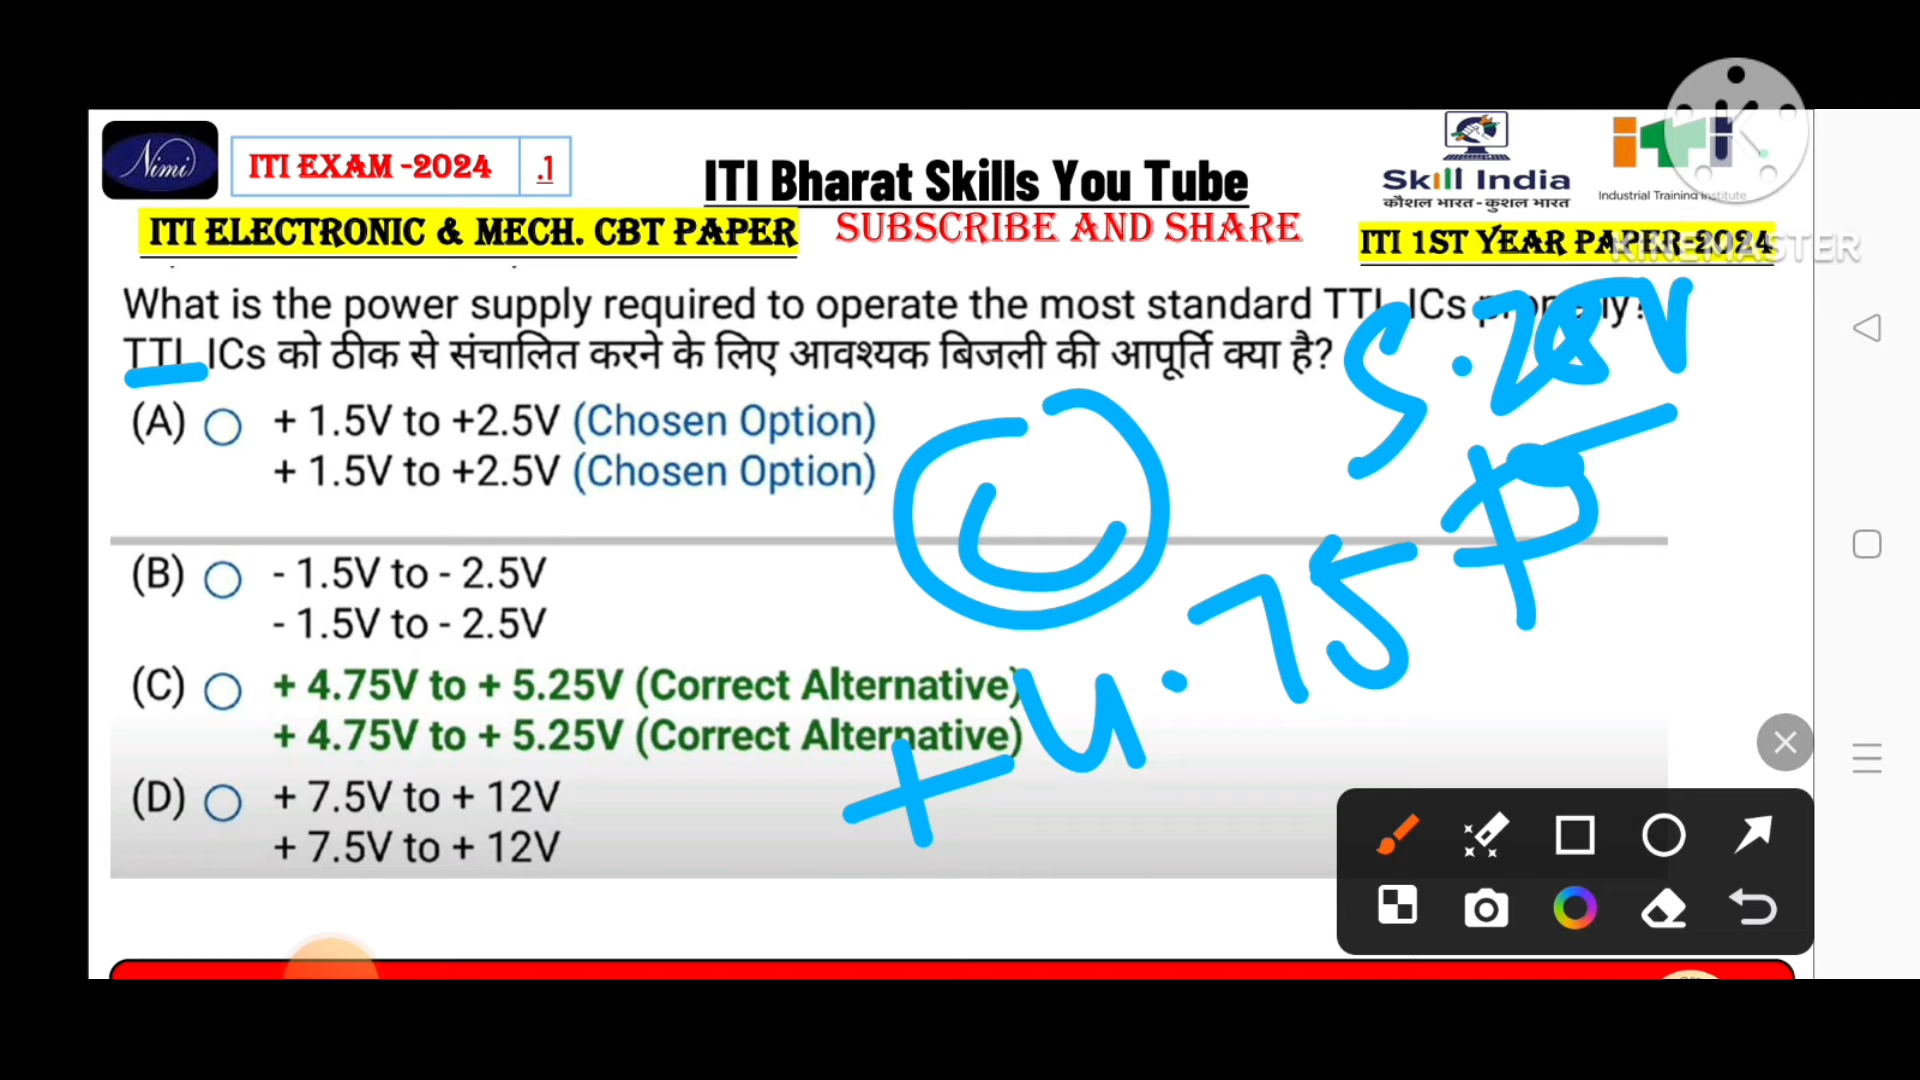 Nimi
ITI EXAM -2024 .1
ITI Bharat Skills You Tube
Skill India
कौशल भारत-कुशल भारत
Industrial Training Institute
ITI ELECTRONIC & MECH. CBT PAPER
SUBSCRIBE AND SHARE
ITI 1ST YEAR PAPER-2024
KINEMASTER
What is the power supply required to operate the most standard TTL ICs properly?
TTL ICs को ठीक से संचालित करने के लिए आवश्यक बिजली की आपूर्ति क्या है?
(A) + 1.5V to +2.5V (Chosen Option)
+ 1.5V to +2.5V (Chosen Option)
(B) - 1.5V to - 2.5V
- 1.5V to - 2.5V
(C) + 4.75V to + 5.25V (Correct Alternative)
+ 4.75V to + 5.25V (Correct Alternative)
(D) + 7.5V to + 12V
+ 7.5V to + 12V
C
+ 4.75